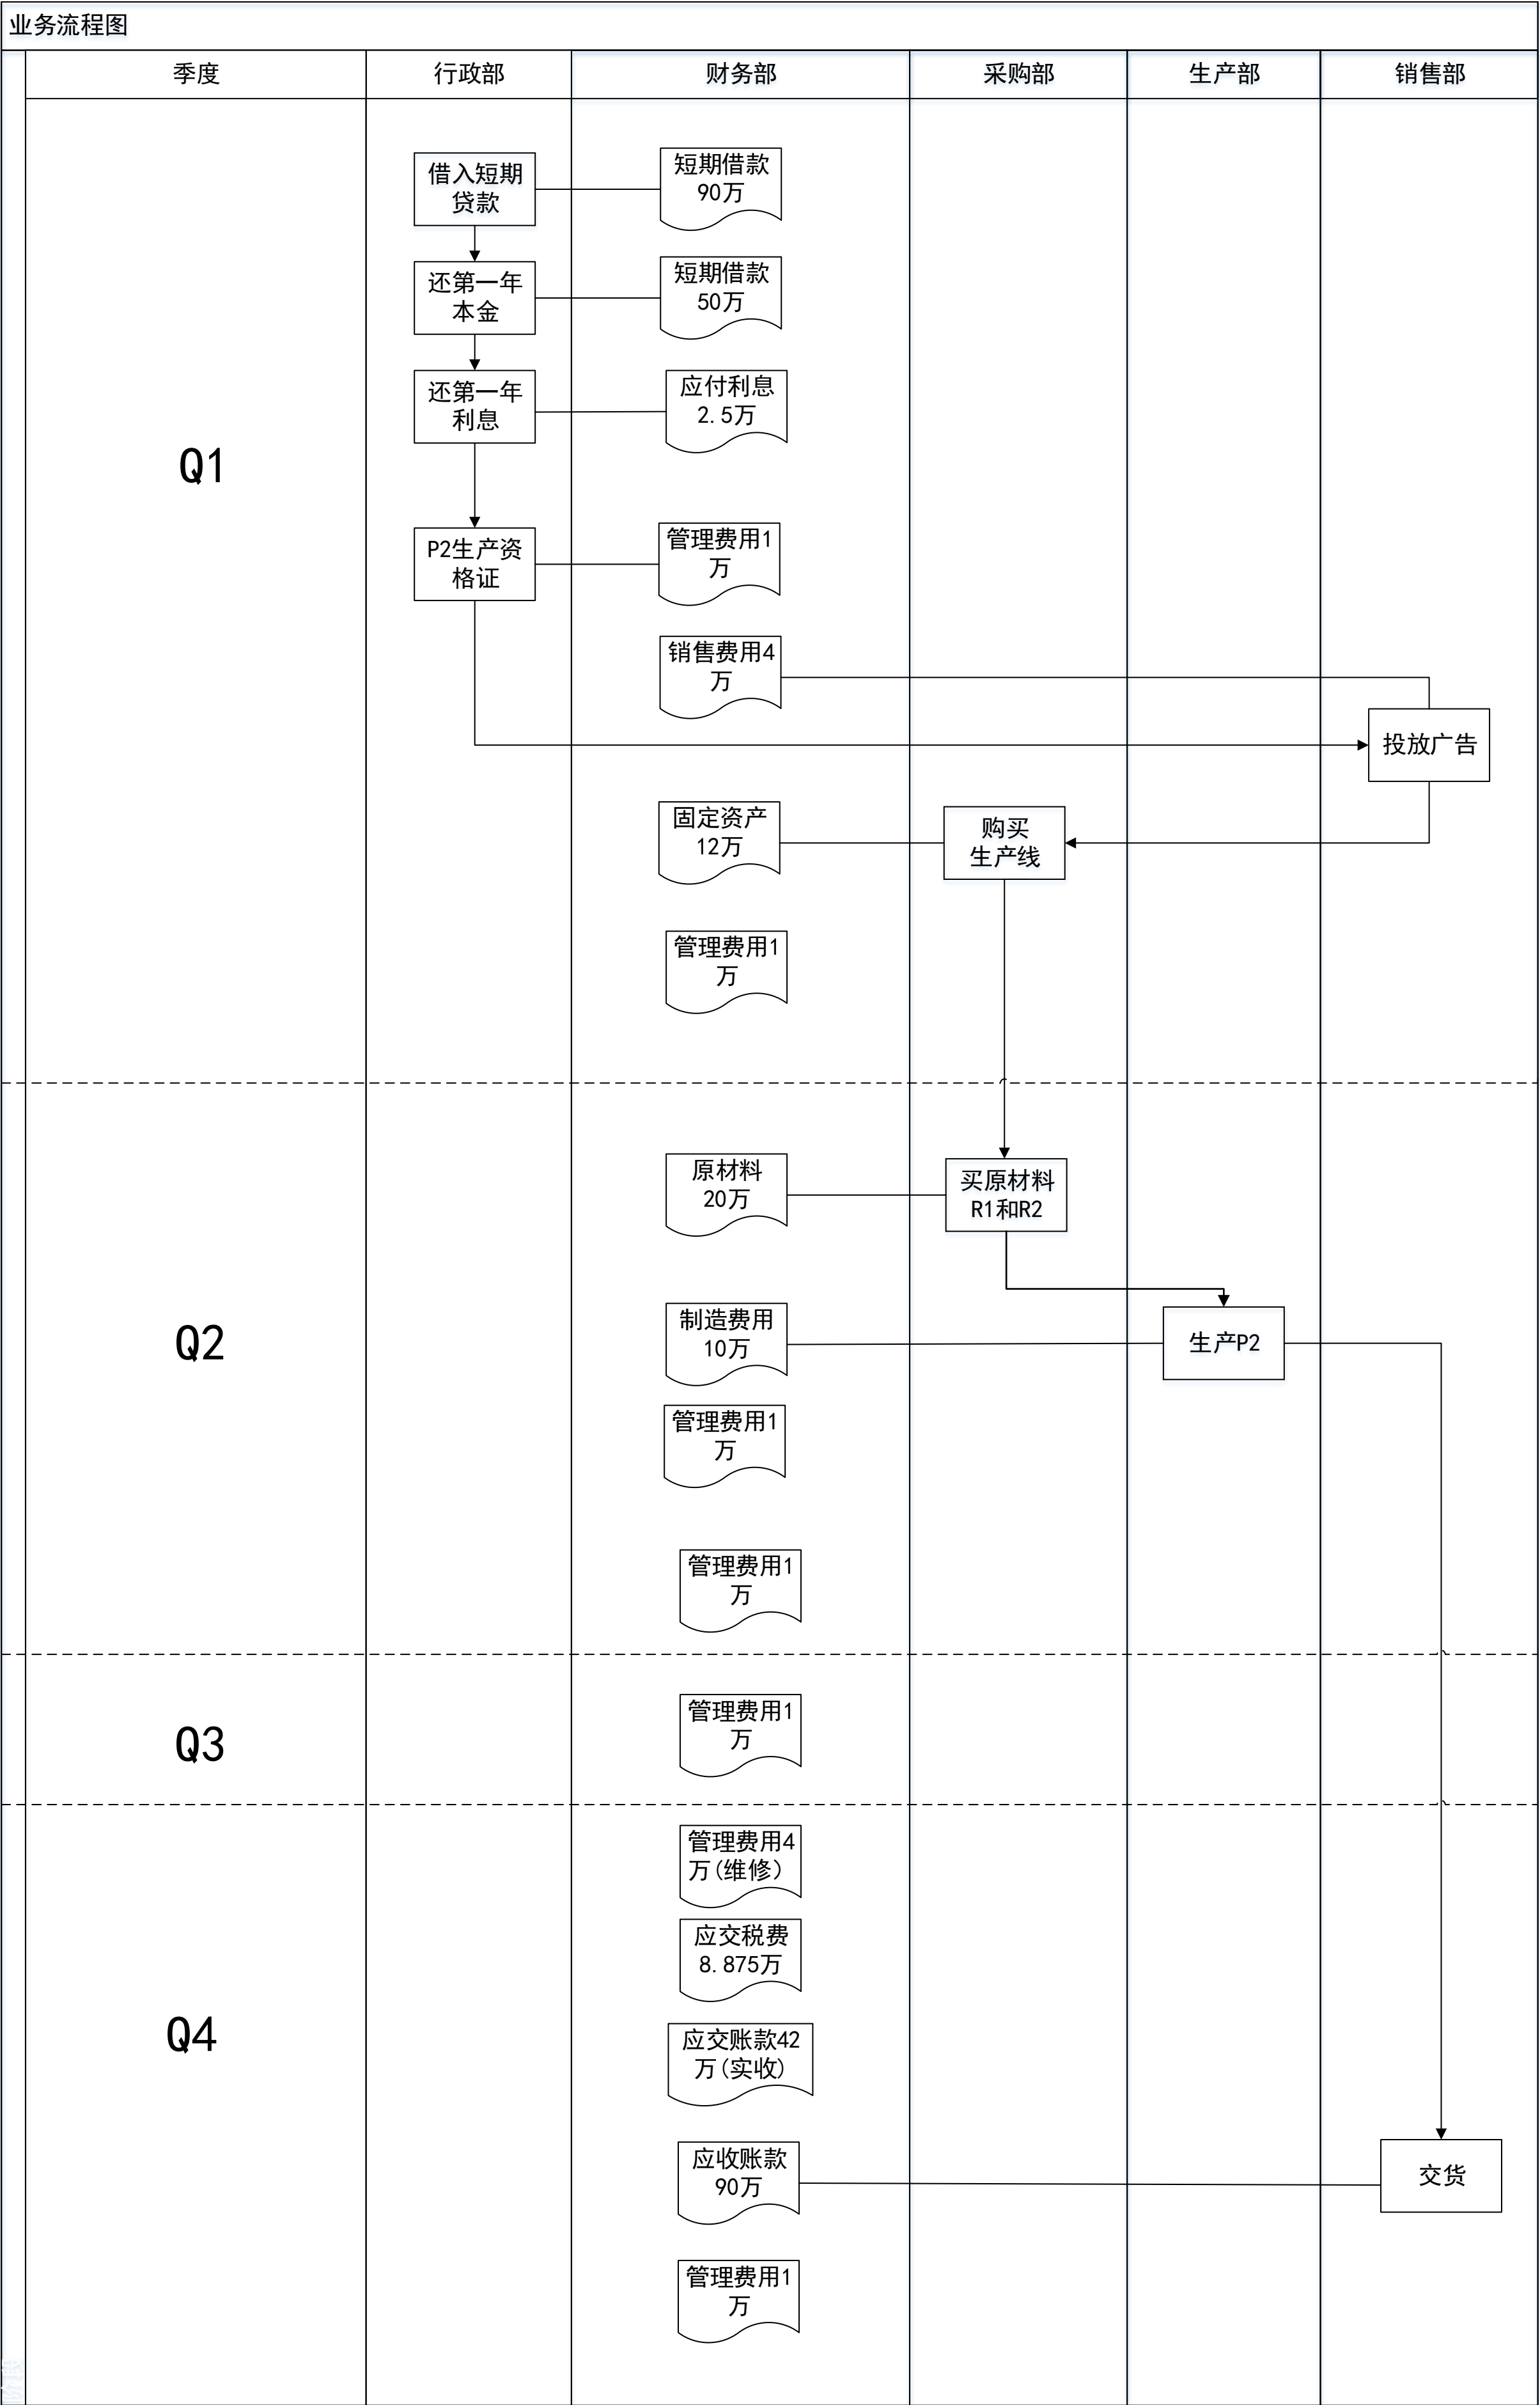 业务流程图
季度
行政部
财务部
采购部
生产部
销售部
Q1
借入短期
贷款
短期借款
90万
还第一年
本金
短期借款
50万
还第一年
利息
应付利息
2.5万
P2生产资
格证
管理费用1
万
销售费用4
万
投放广告
固定资产
12万
购买
生产线
管理费用1
万
Q2
原材料
20万
买原材料
R1和R2
制造费用
10万
生产P2
管理费用1
万
管理费用1
万
Q3
管理费用1
万
Q4
管理费用4
万(维修)
应交税费
8.875万
应交账款42
万(实收)
应收账款
90万
交货
管理费用1
万